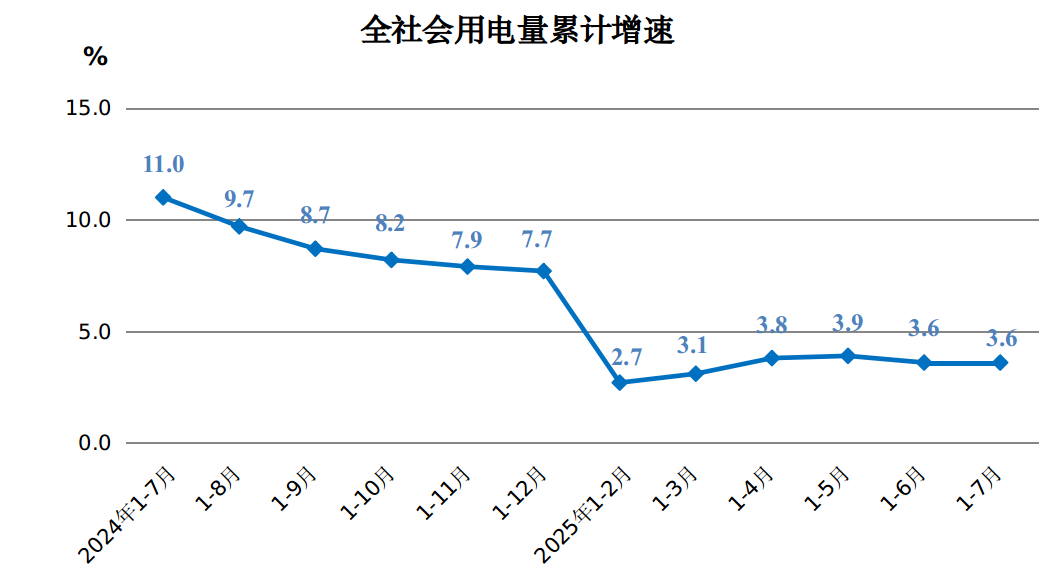 全社会用电量累计增速
%
15.0
10.0
5.0
0.0
11.0
9.7
8.7
8.2
7.9
7.7
2.7
3.1
3.8
3.9
3.6
3.6
2024年1-7月
1-8月
1-9月
1-10月
1-11月
1-12月
2025年1-2月
1-3月
1-4月
1-5月
1-6月
1-7月